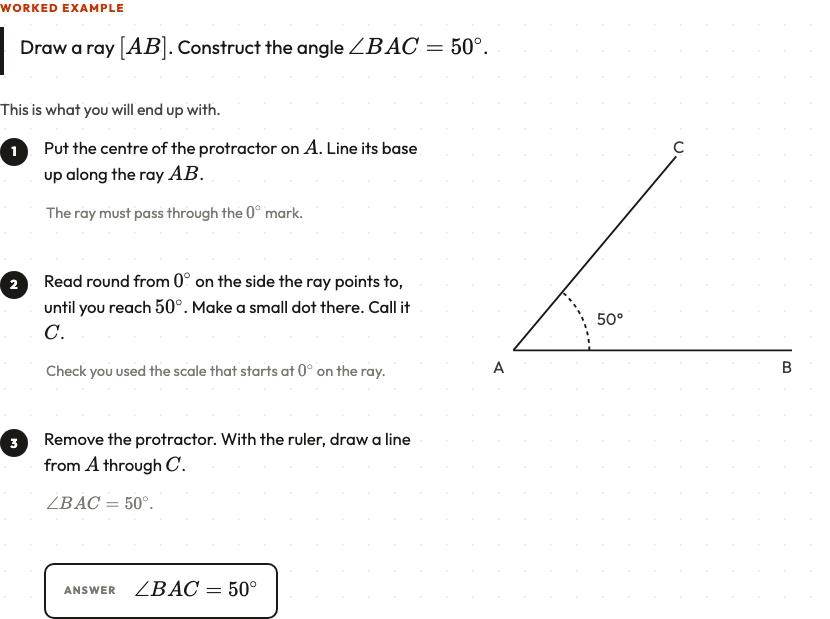 WORKED EXAMPLE
Draw a ray [AB]. Construct the angle ∠BAC = 50°.
This is what you will end up with.
1 Put the centre of the protractor on A. Line its base
up along the ray AB.
The ray must pass through the 0° mark.
2 Read round from 0° on the side the ray points to,
until you reach 50°. Make a small dot there. Call it
C.
Check you used the scale that starts at 0° on the ray.
3 Remove the protractor. With the ruler, draw a line
from A through C.
∠BAC = 50°.
ANSWER ∠BAC = 50°
C
50°
A B